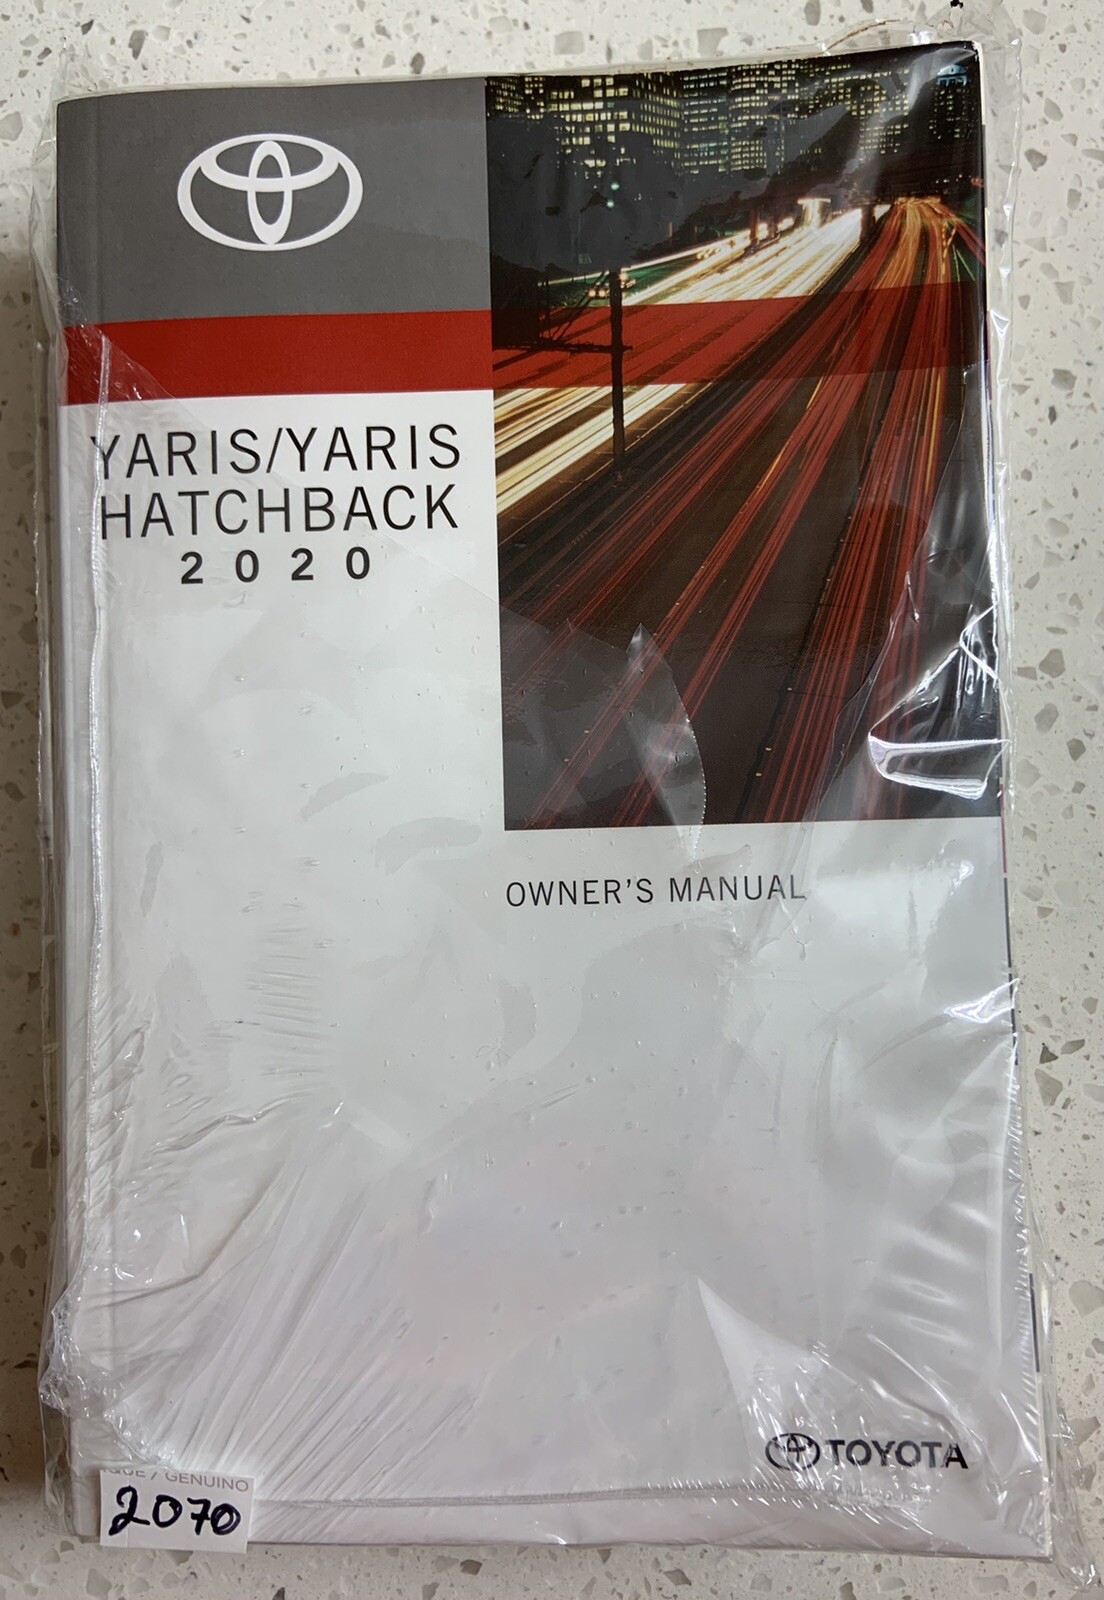 YARIS/YARIS
HATCHBACK
2020
OWNER'S MANUAL
TOYOTA
/ GENUINO
2070